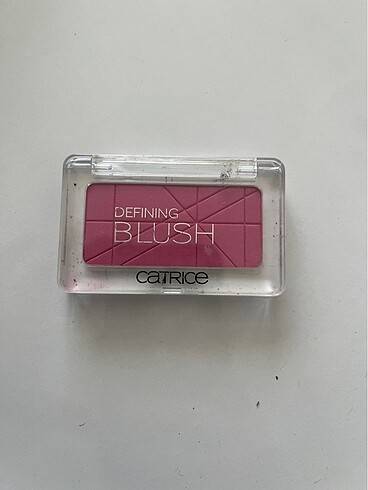 DEFINING
BLUSH
CATRICE